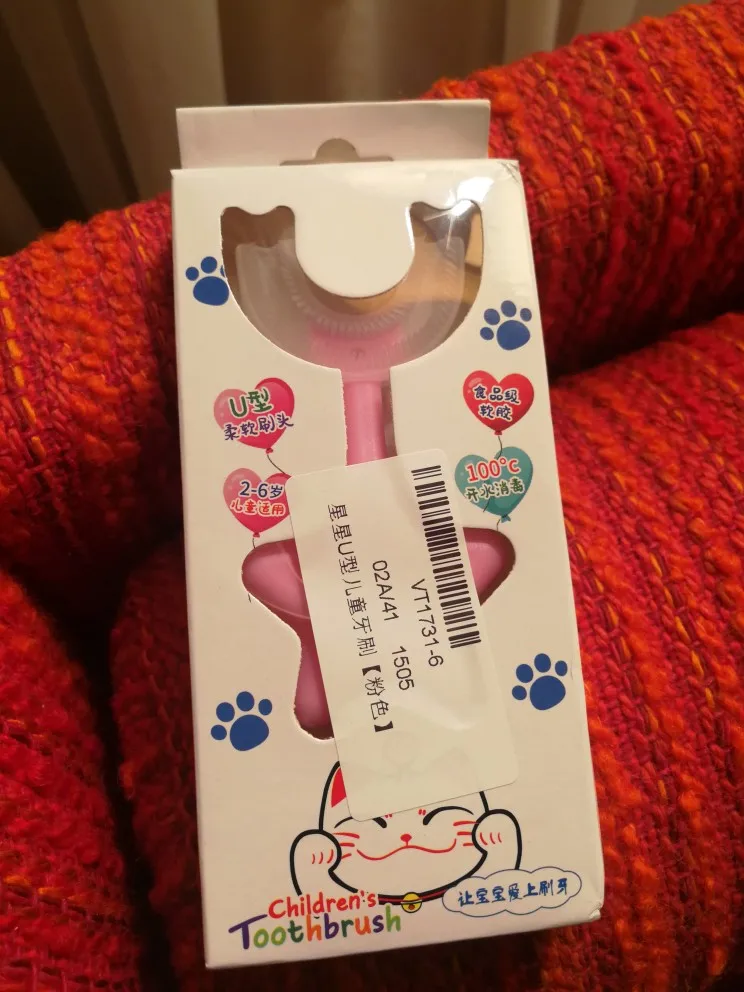 U型
柔软刷头
食品级
软胶
2-6岁
儿童适用
100°C
开水消毒
VT1731-6
02A/41 1505
星星U型儿童牙刷【粉色】
Children's
Toothbrush
让宝宝爱上刷牙